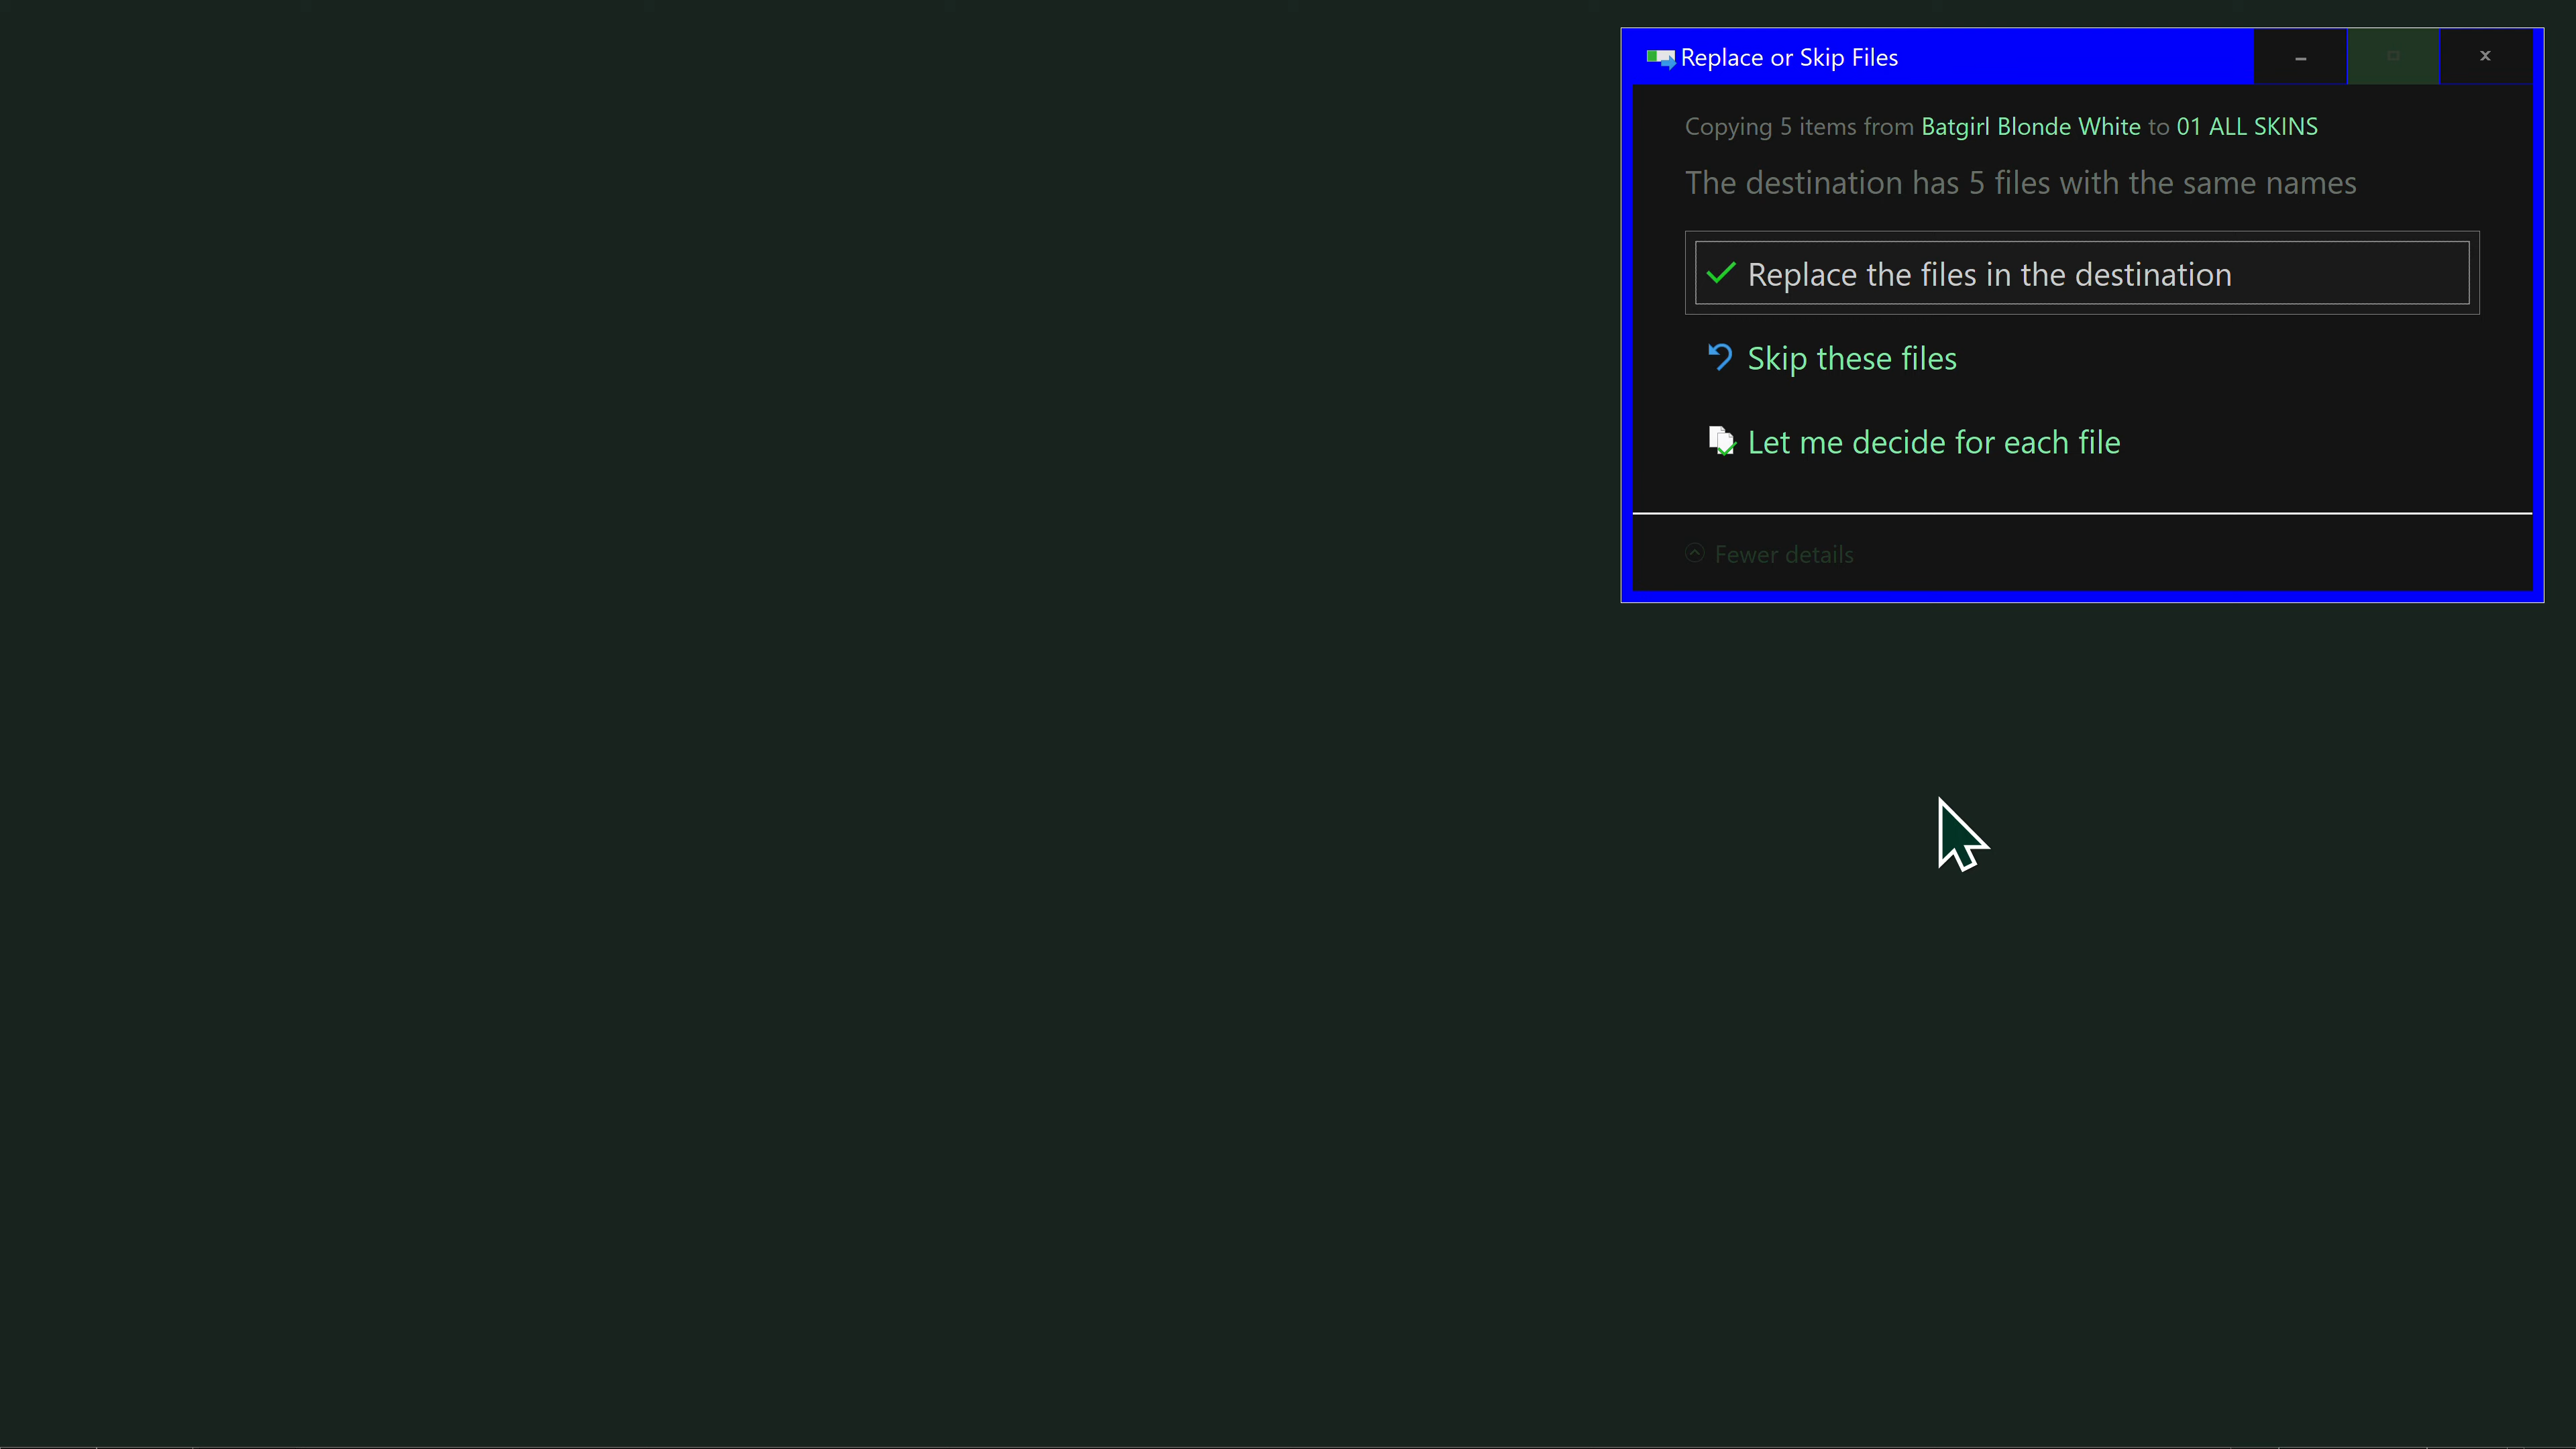 Replace or Skip Files
Copying 5 items from Batgirl Blonde White to 01 ALL SKINS
The destination has 5 files with the same names
Replace the files in the destination
Skip these files
Let me decide for each file
Fewer details